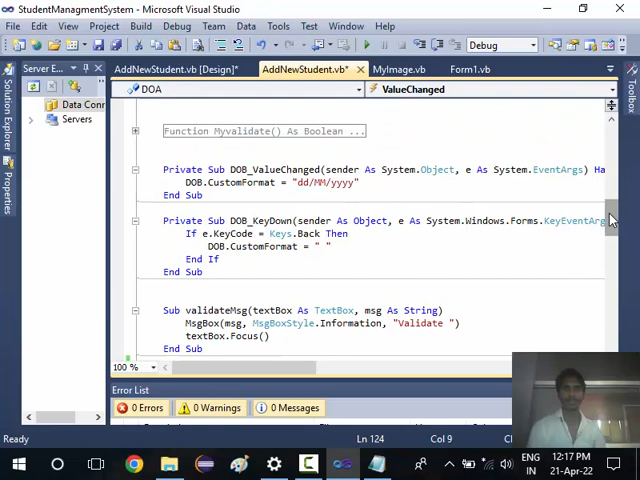 StudentManagmentSystem - Microsoft Visual Studio
File Edit View Project Build Debug Team Data Tools Test Window Help
Debug
Server E...
AddNewStudent.vb [Design]* AddNewStudent.vb* MyImage.vb Form1.vb
DOA ValueChanged
Solution Explorer
Properties
Toolbox
Data Conn
Servers
Function Myvalidate() As Boolean ...
Private Sub DOB_ValueChanged(sender As System.Object, e As System.EventArgs) Ha
DOB.CustomFormat = "dd/MM/yyyy"
End Sub
Private Sub DOB_KeyDown(sender As Object, e As System.Windows.Forms.KeyEventArg
If e.KeyCode = Keys.Back Then
DOB.CustomFormat = " "
End If
End Sub
Sub validateMsg(textBox As TextBox, msg As String)
MsgBox(msg, MsgBoxStyle.Information, "Validate ")
textBox.Focus()
End Sub
100 %
Error List
0 Errors 0 Warnings 0 Messages
Ready Ln 124 Col 9
ENG 12:17 PM
IN 21-Apr-22